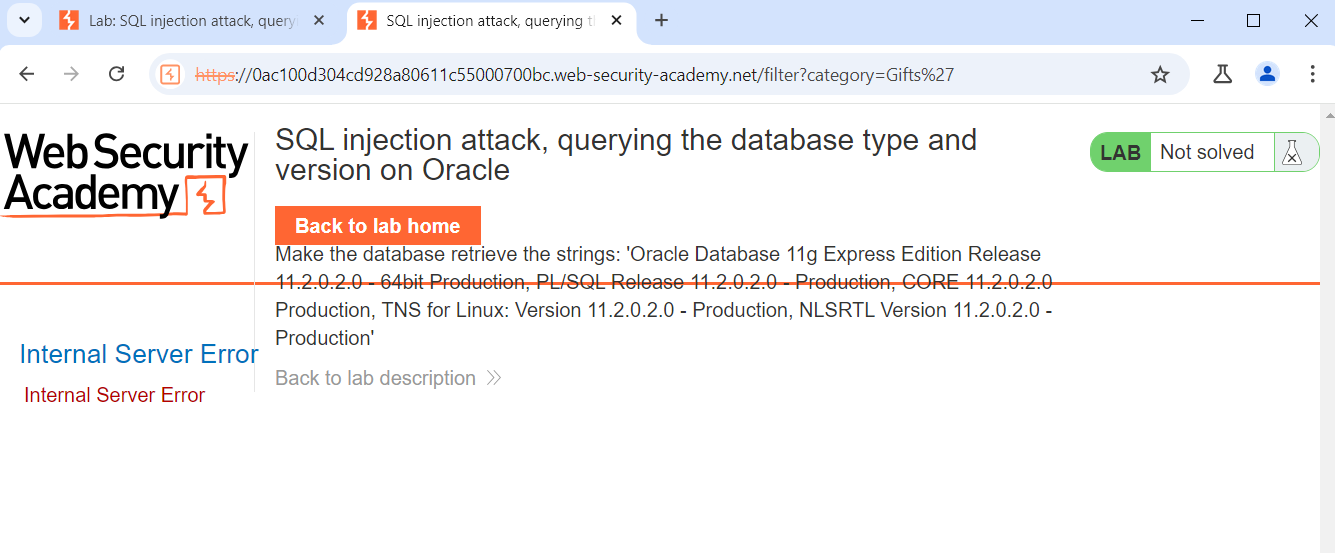 Lab: SQL injection attack, query
SQL injection attack, querying t
https://0ac100d304cd928a80611c55000700bc.web-security-academy.net/filter?category=Gifts%27
Web Security
Academy
SQL injection attack, querying the database type and
version on Oracle
LAB Not solved
Back to lab home
Make the database retrieve the strings: 'Oracle Database 11g Express Edition Release
11.2.0.2.0 - 64bit Production, PL/SQL Release 11.2.0.2.0 - Production, CORE 11.2.0.2.0
Production, TNS for Linux: Version 11.2.0.2.0 - Production, NLSRTL Version 11.2.0.2.0 -
Production'
Back to lab description
Internal Server Error
Internal Server Error